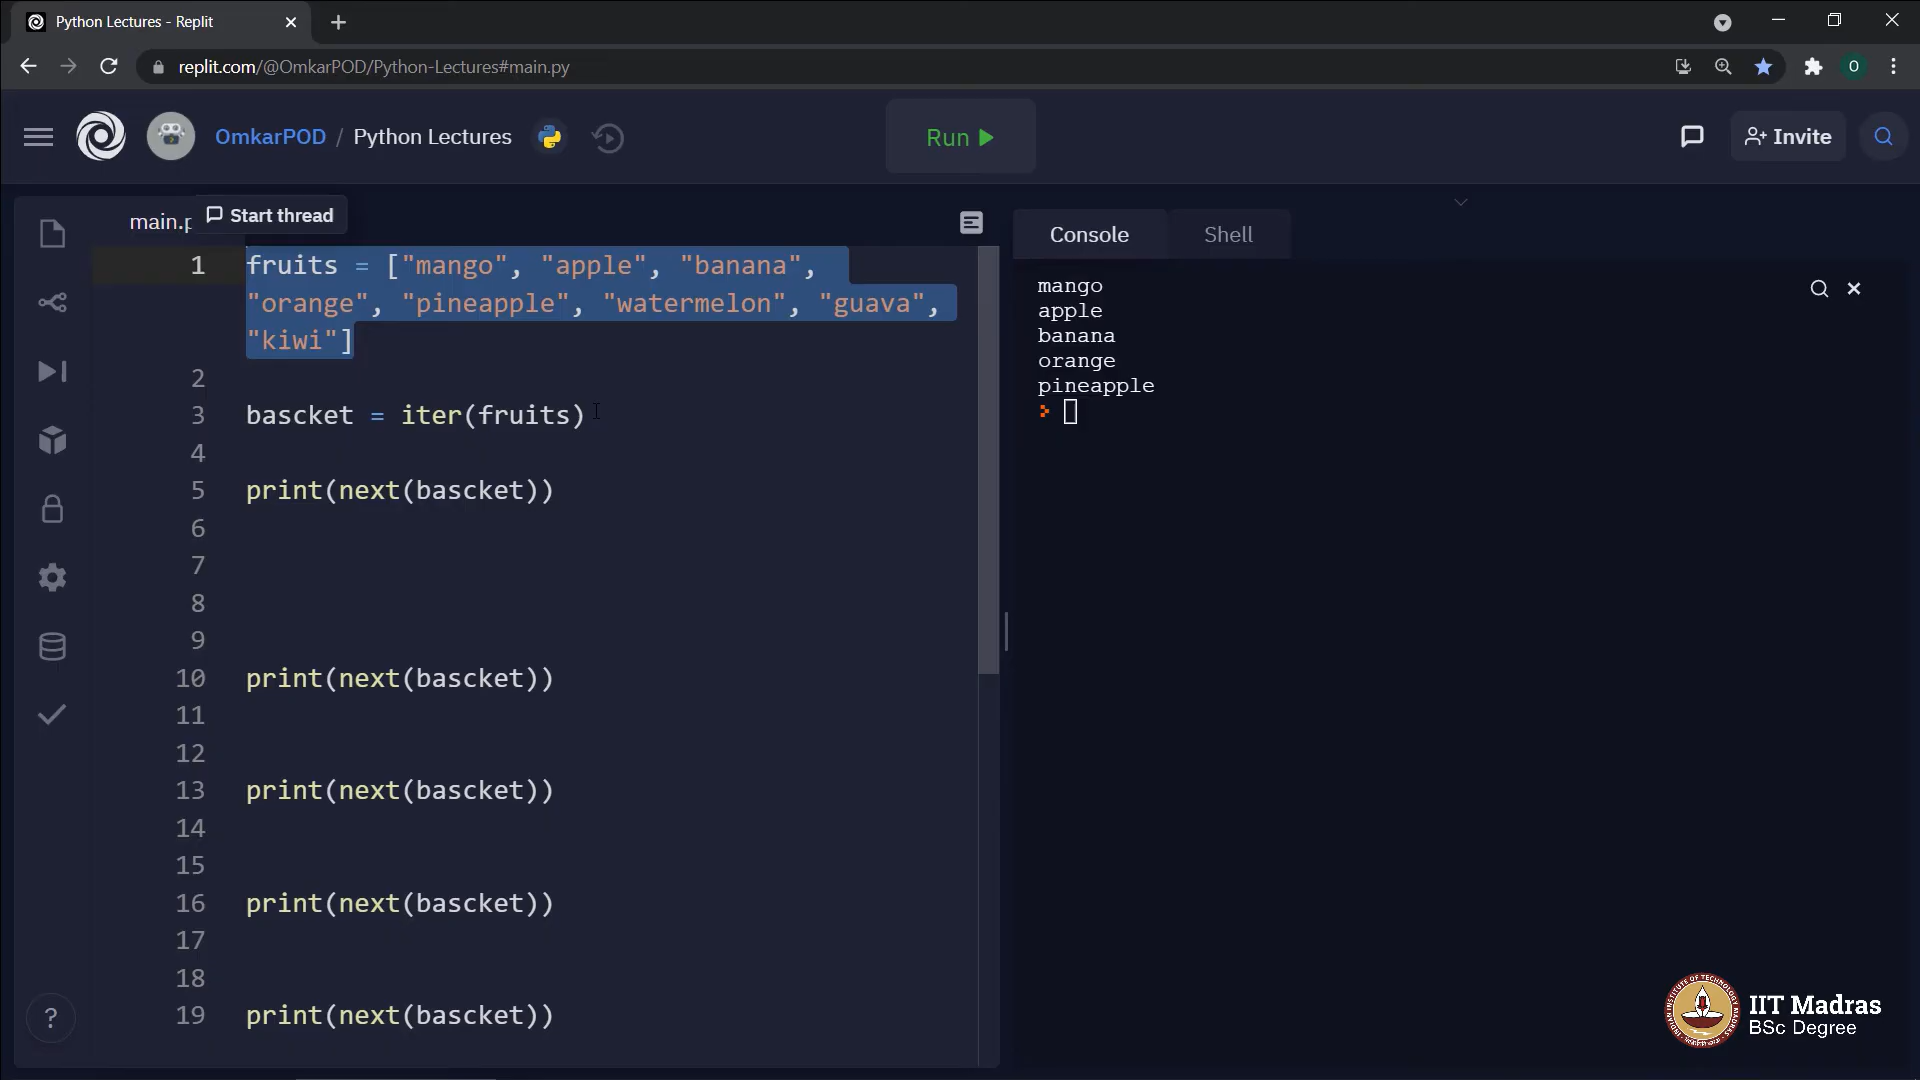 Python Lectures - Replit
replit.com/@OmkarPOD/Python-Lectures#main.py
O
OmkarPOD / Python Lectures
Run
Invite
main.p
Start thread
Console
Shell
1 fruits = ["mango", "apple", "banana",
"orange", "pineapple", "watermelon", "guava",
"kiwi"]
2
3 bascket = iter(fruits)
4
5 print(next(bascket))
6
7
8
9
10 print(next(bascket))
11
12
13 print(next(bascket))
14
15
16 print(next(bascket))
17
18
19 print(next(bascket))
mango
apple
banana
orange
pineapple
?
IIT Madras
BSc Degree